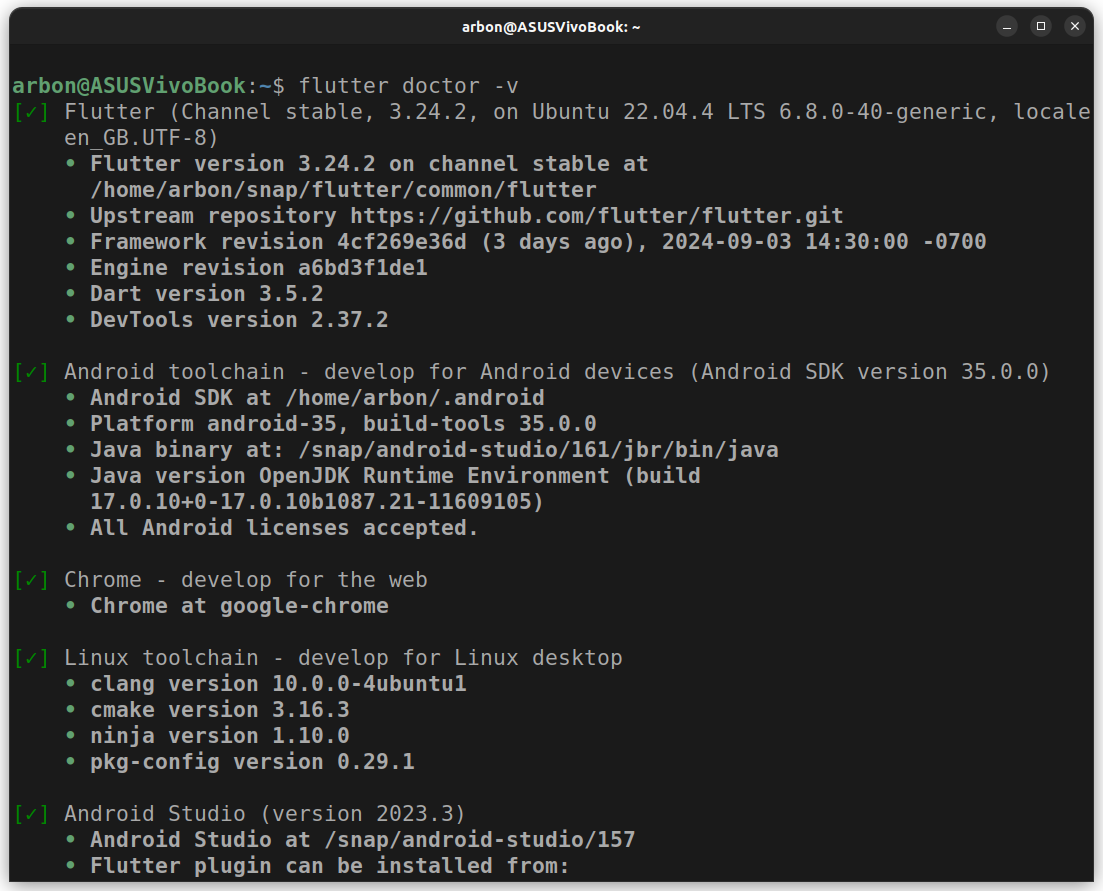 arbon@ASUSVivoBook: ~
arbon@ASUSVivoBook:~$ flutter doctor -v
[✓] Flutter (Channel stable, 3.24.2, on Ubuntu 22.04.4 LTS 6.8.0-40-generic, locale
en_GB.UTF-8)
• Flutter version 3.24.2 on channel stable at
/home/arbon/snap/flutter/common/flutter
• Upstream repository https://github.com/flutter/flutter.git
• Framework revision 4cf269e36d (3 days ago), 2024-09-03 14:30:00 -0700
• Engine revision a6bd3f1de1
• Dart version 3.5.2
• DevTools version 2.37.2
[✓] Android toolchain - develop for Android devices (Android SDK version 35.0.0)
• Android SDK at /home/arbon/.android
• Platform android-35, build-tools 35.0.0
• Java binary at: /snap/android-studio/161/jbr/bin/java
• Java version OpenJDK Runtime Environment (build
17.0.10+0-17.0.10b1087.21-11609105)
• All Android licenses accepted.
[✓] Chrome - develop for the web
• Chrome at google-chrome
[✓] Linux toolchain - develop for Linux desktop
• clang version 10.0.0-4ubuntu1
• cmake version 3.16.3
• ninja version 1.10.0
• pkg-config version 0.29.1
[✓] Android Studio (version 2023.3)
• Android Studio at /snap/android-studio/157
• Flutter plugin can be installed from: